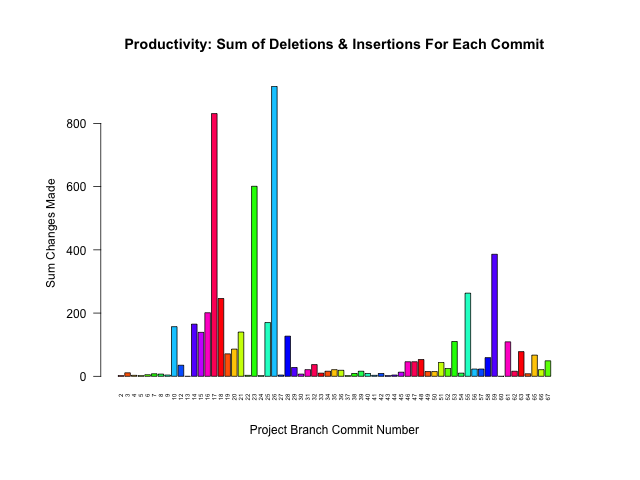 Productivity: Sum of Deletions & Insertions For Each Commit
Sum Changes Made
800
600
400
200
0
2 3 4 5 6 7 8 9 10 12 13 14 15 16 17 18 19 20 21 22 23 24 25 26 27 28 29 30 31 32 33 34 35 36 37 38 39 40 41 42 43 44 45 46 47 48 49 50 51 52 53 54 55 56 57 58 59 60 61 62 63 64 65 66 67
Project Branch Commit Number